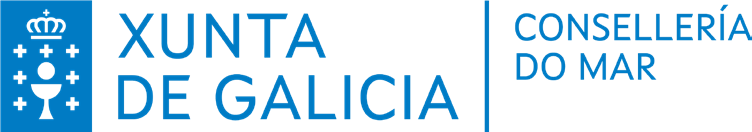 XUNTA
DE GALICIA
CONSELLERÍA
DO MAR